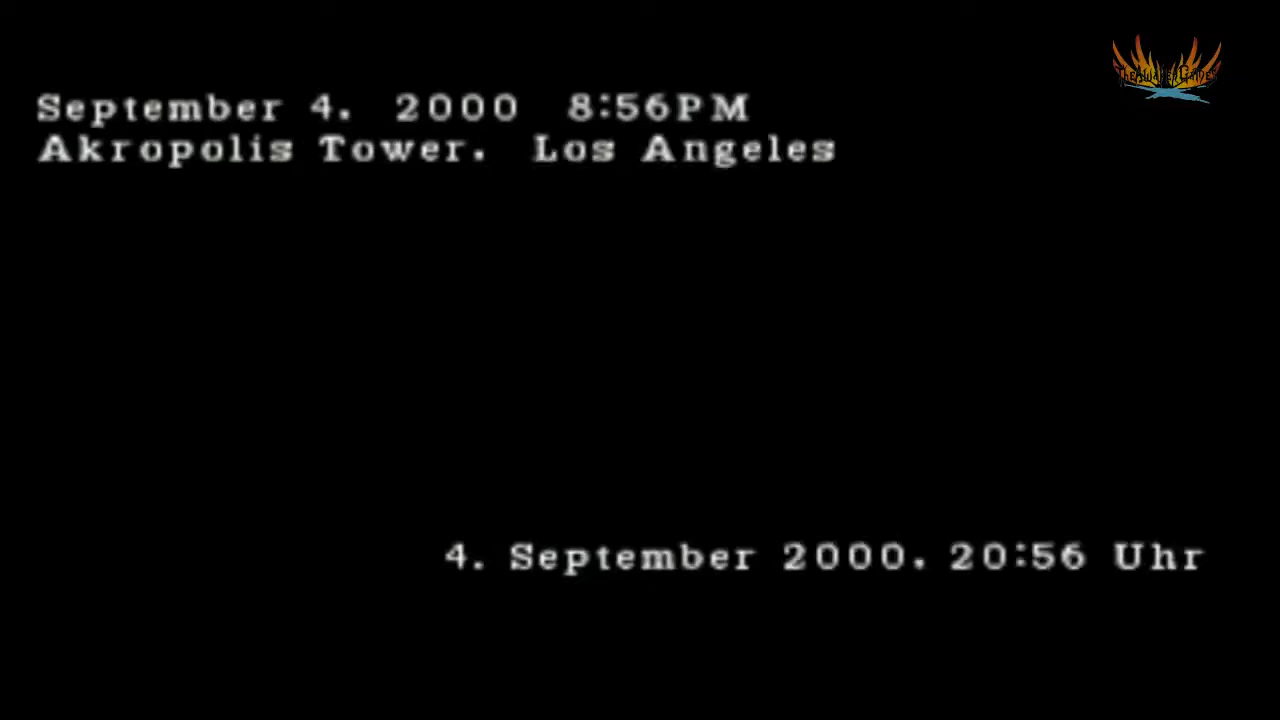 September 4. 2000 8:56PM
Akropolis Tower. Los Angeles
4. September 2000. 20:56 Uhr